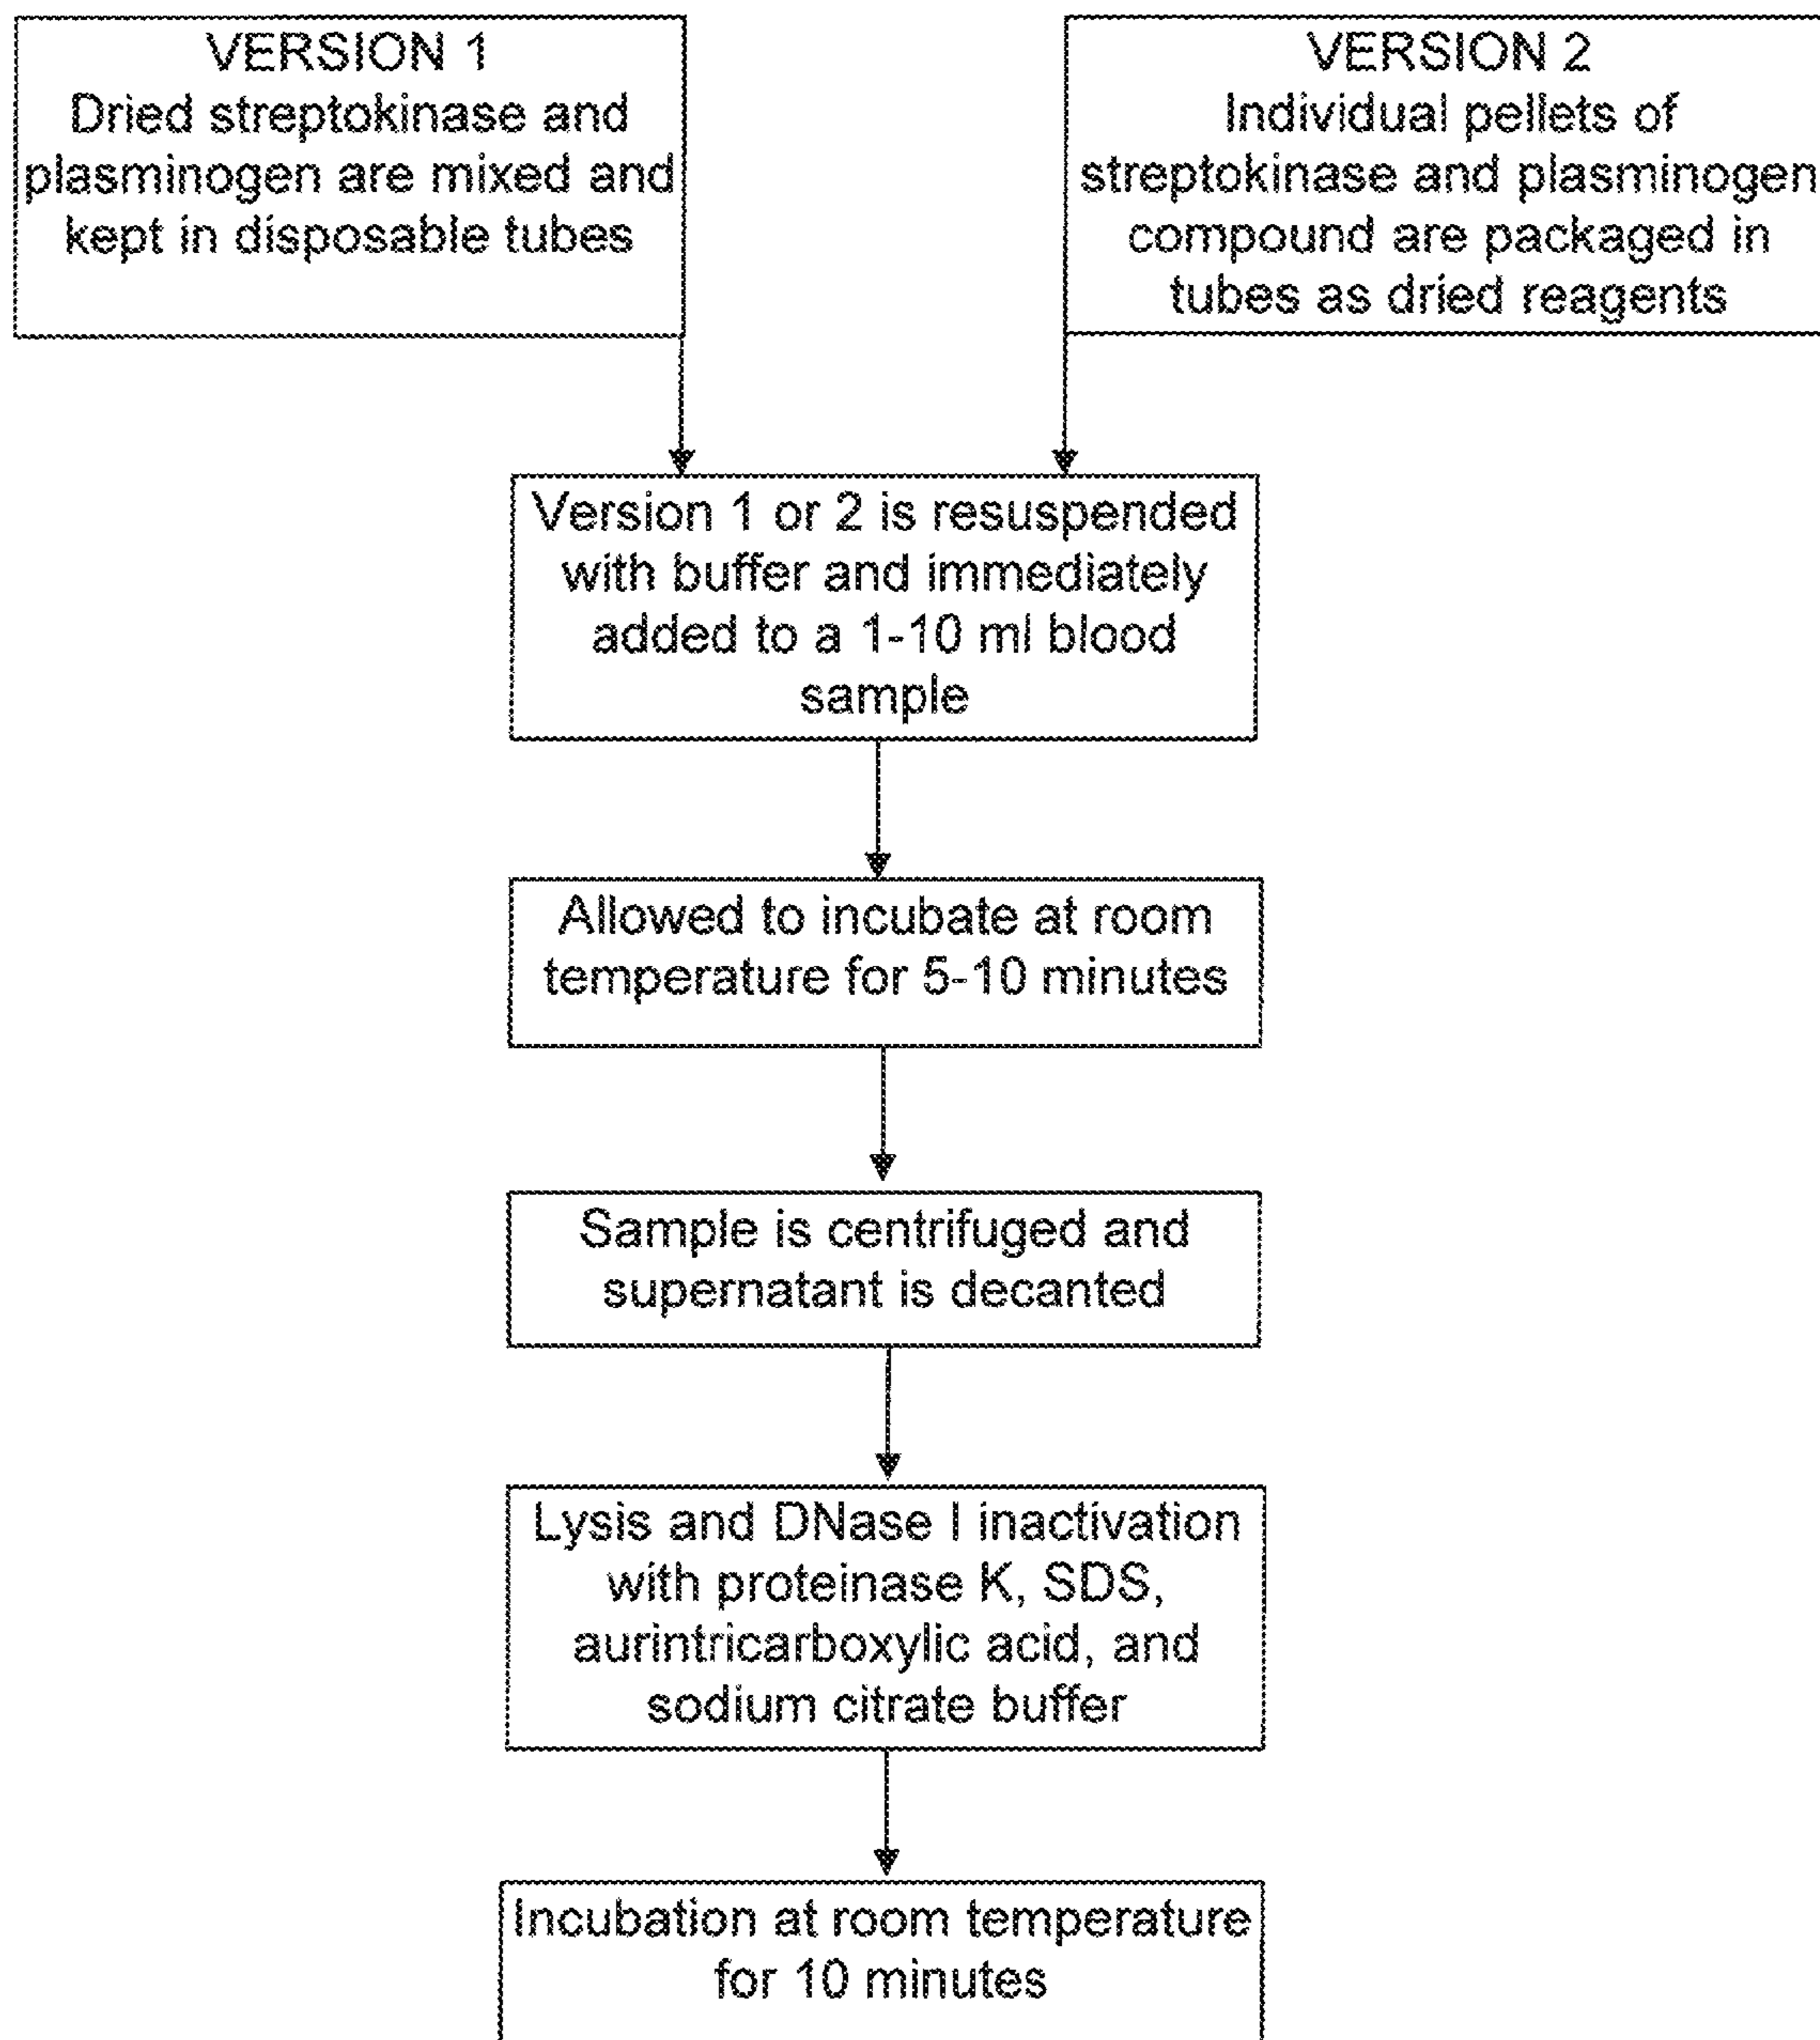 VERSION 1
Dried streptokinase and
plasminogen are mixed and
kept in disposable tubes
VERSION 2
Individual pellets of
streptokinase and plasminogen
compound are packaged in
tubes as dried reagents
Version 1 or 2 is resuspended
with buffer and immediately
added to a 1-10 ml blood
sample
Allowed to incubate at room
temperature for 5-10 minutes
Sample is centrifuged and
supernatant is decanted
Lysis and DNase I inactivation
with proteinase K, SDS,
aurintricarboxylic acid, and
sodium citrate buffer
Incubation at room temperature
for 10 minutes